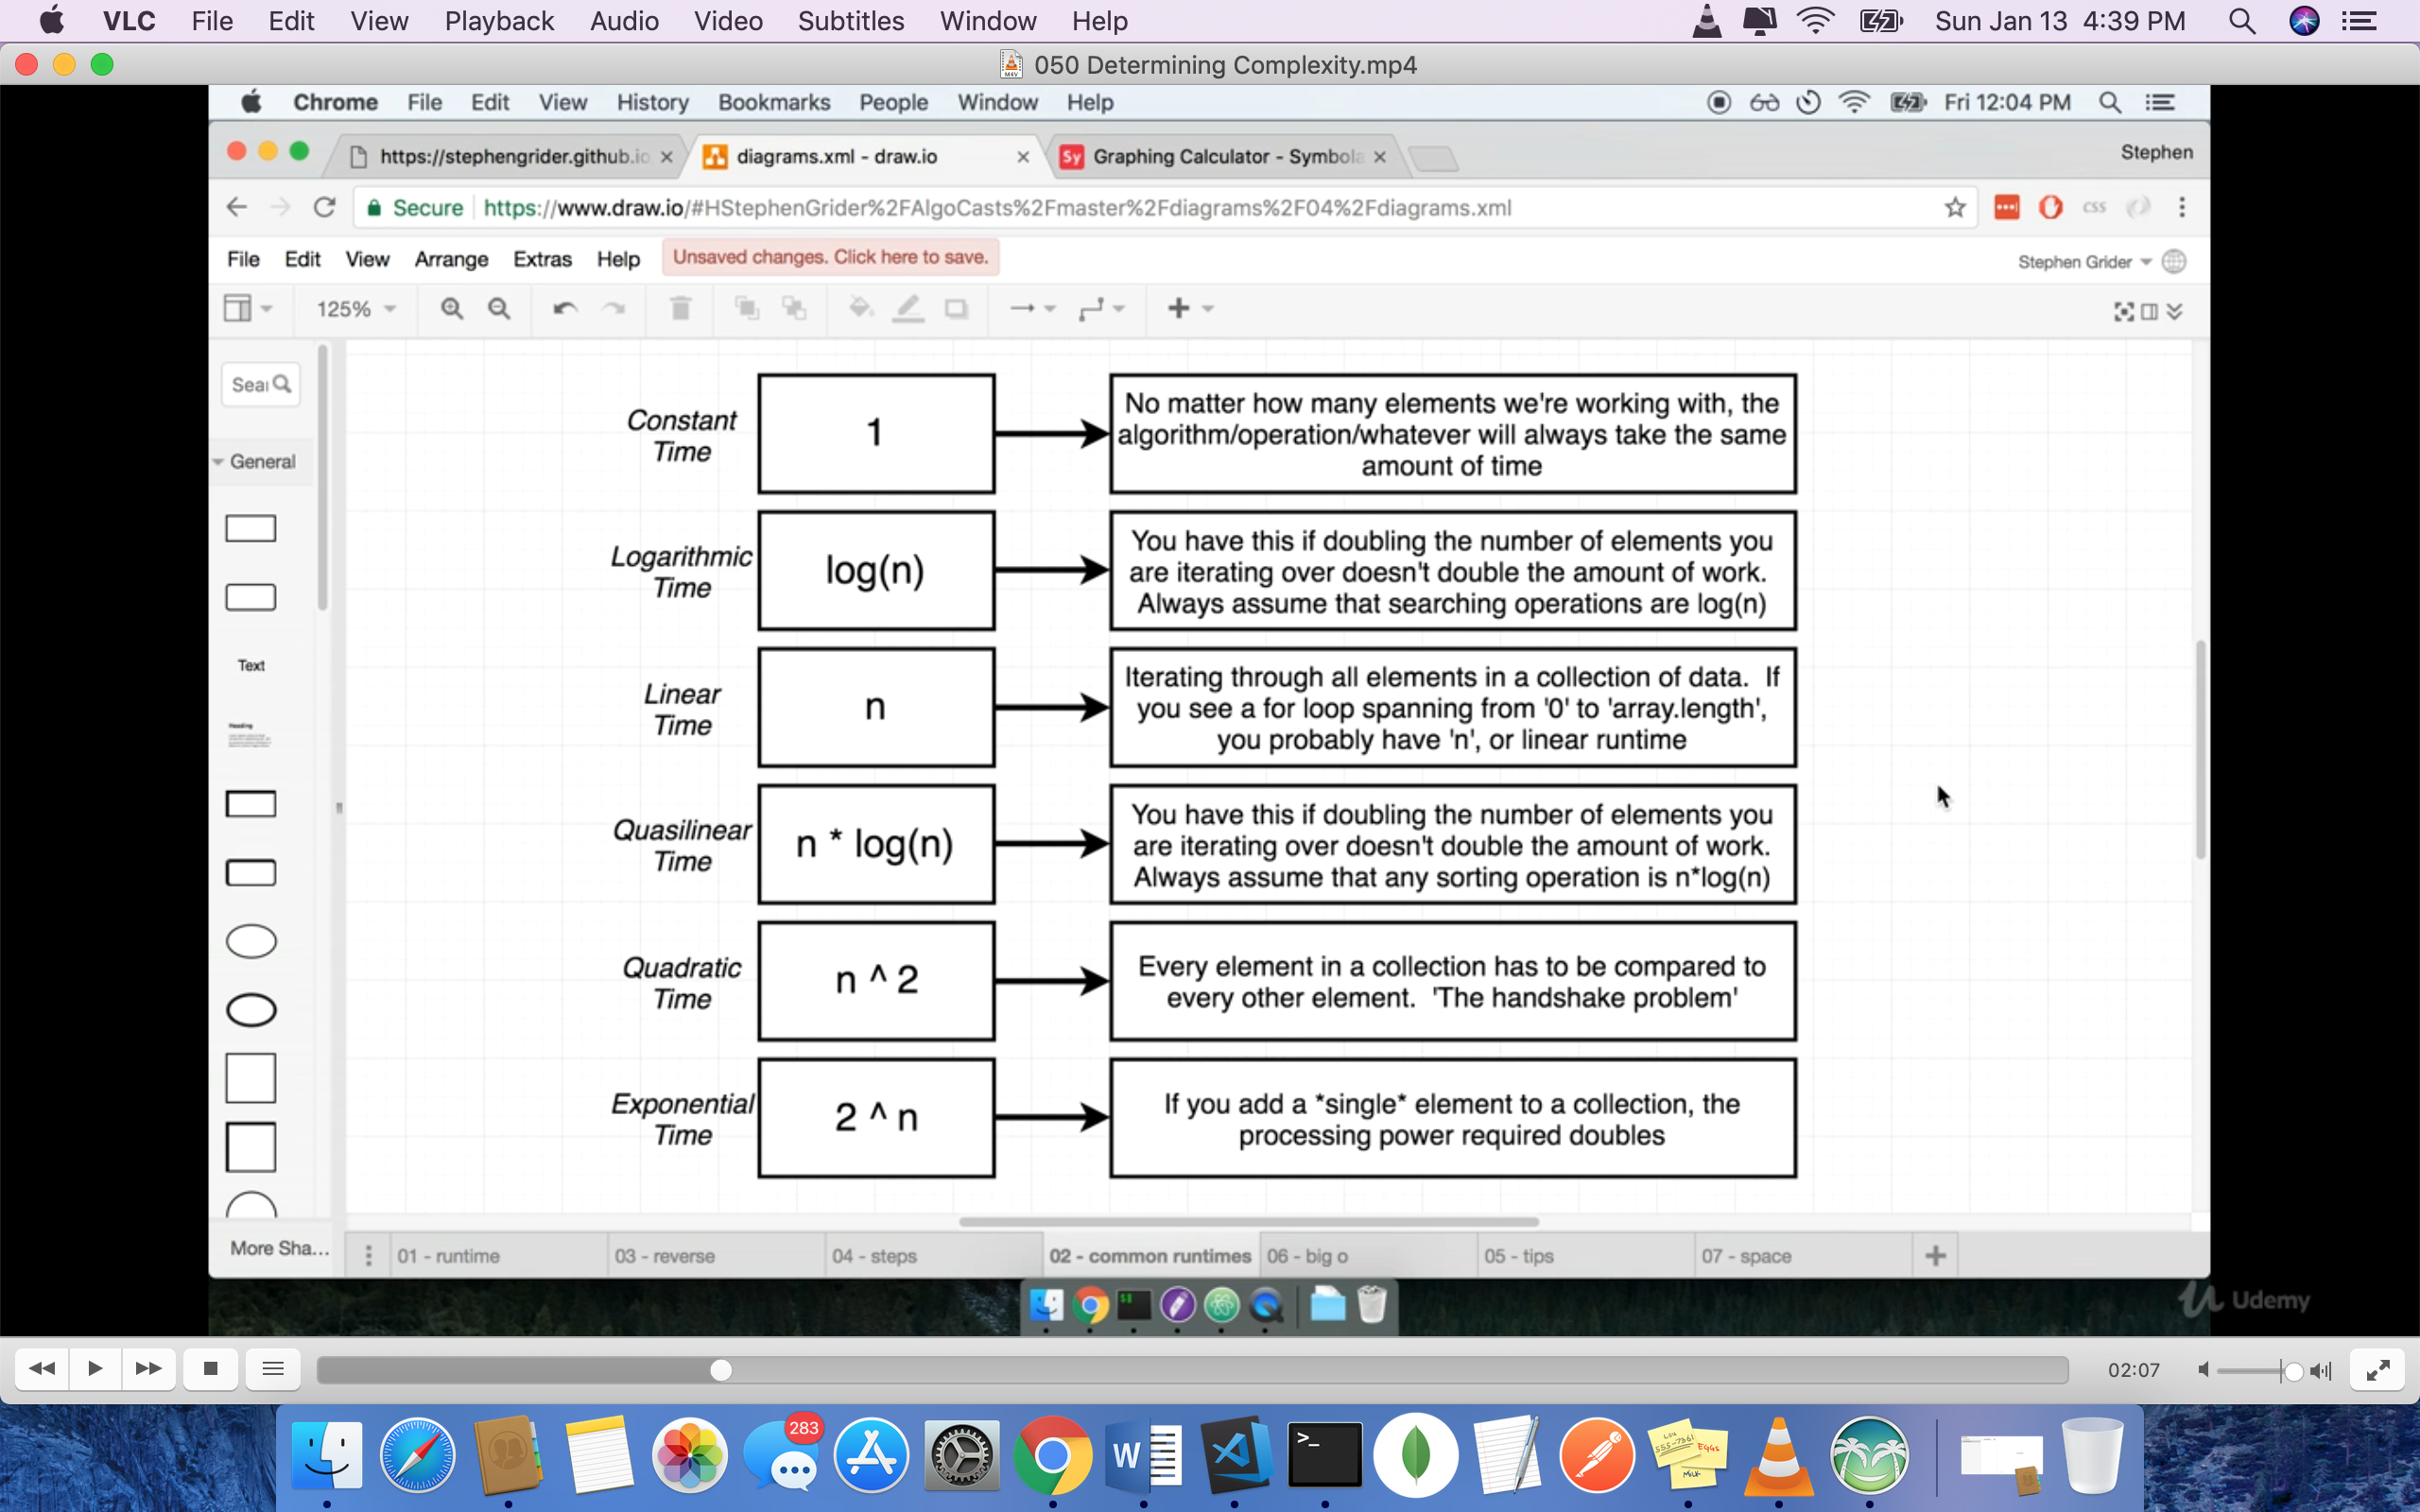 VLC File Edit View Playback Audio Video Subtitles Window Help Sun Jan 13 4:39 PM
050 Determining Complexity.mp4
Chrome File Edit View History Bookmarks People Window Help Fri 12:04 PM
https://stephengrider.github.io diagrams.xml - draw.io Sy Graphing Calculator - Symbola Stephen
Secure https://www.draw.io/#HStephenGrider%2FAlgoCasts%2Fmaster%2Fdiagrams%2F04%2Fdiagrams.xml CSS
File Edit View Arrange Extras Help Unsaved changes. Click here to save. Stephen Grider
125%
Sear
General
Text
Heading
Constant
Time
1
No matter how many elements we're working with, the
algorithm/operation/whatever will always take the same
amount of time
Logarithmic
Time
log(n)
You have this if doubling the number of elements you
are iterating over doesn't double the amount of work.
Always assume that searching operations are log(n)
Linear
Time
n
Iterating through all elements in a collection of data. If
you see a for loop spanning from '0' to 'array.length',
you probably have 'n', or linear runtime
Quasilinear
Time
n * log(n)
You have this if doubling the number of elements you
are iterating over doesn't double the amount of work.
Always assume that any sorting operation is n*log(n)
Quadratic
Time
n ^ 2
Every element in a collection has to be compared to
every other element. 'The handshake problem'
Exponential
Time
2 ^ n
If you add a *single* element to a collection, the
processing power required doubles
More Sha... 01 - runtime 03 - reverse 04 - steps 02 - common runtimes 06 - big o 05 - tips 07 - space
Udemy
02:07
283
W